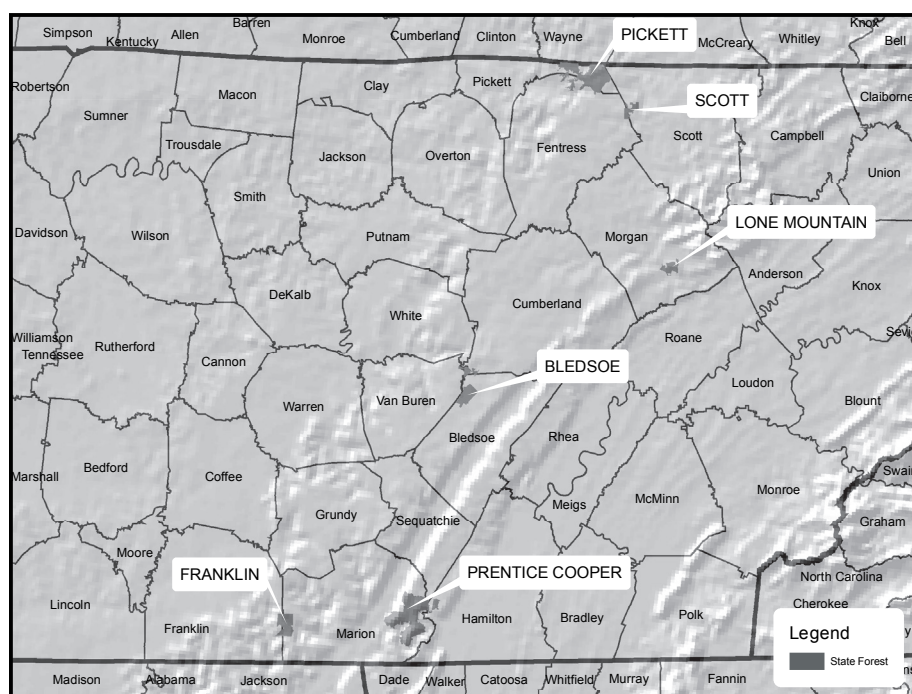 Simpson
Kentucky
Allen
Barren
Monroe
Cumberland
Clinton
Wayne
PICKETT
McCreary
Whitley
Knox
Bell
Robertson
Sumner
Macon
Clay
Pickett
SCOTT
Claiborne
Trousdale
Jackson
Overton
Fentress
Scott
Campbell
Union
Smith
Davidson
Wilson
Putnam
Morgan
LONE MOUNTAIN
DeKalb
White
Cumberland
Anderson
Knox
Williamson
Tennessee
Rutherford
Cannon
Roane
Sevi
Warren
Van Buren
BLEDSOE
Loudon
Blount
Bledsoe
Rhea
Marshall
Bedford
Coffee
Meigs
McMinn
Monroe
Swain
Grundy
Sequatchie
Graham
Moore
FRANKLIN
PRENTICE COOPER
North Carolina
Cherokee
Lincoln
Franklin
Marion
Hamilton
Bradley
Polk
Legend
State Forest
Madison
Alabama
Jackson
Dade
Walker
Catoosa
Whitfield
Murray
Fannin